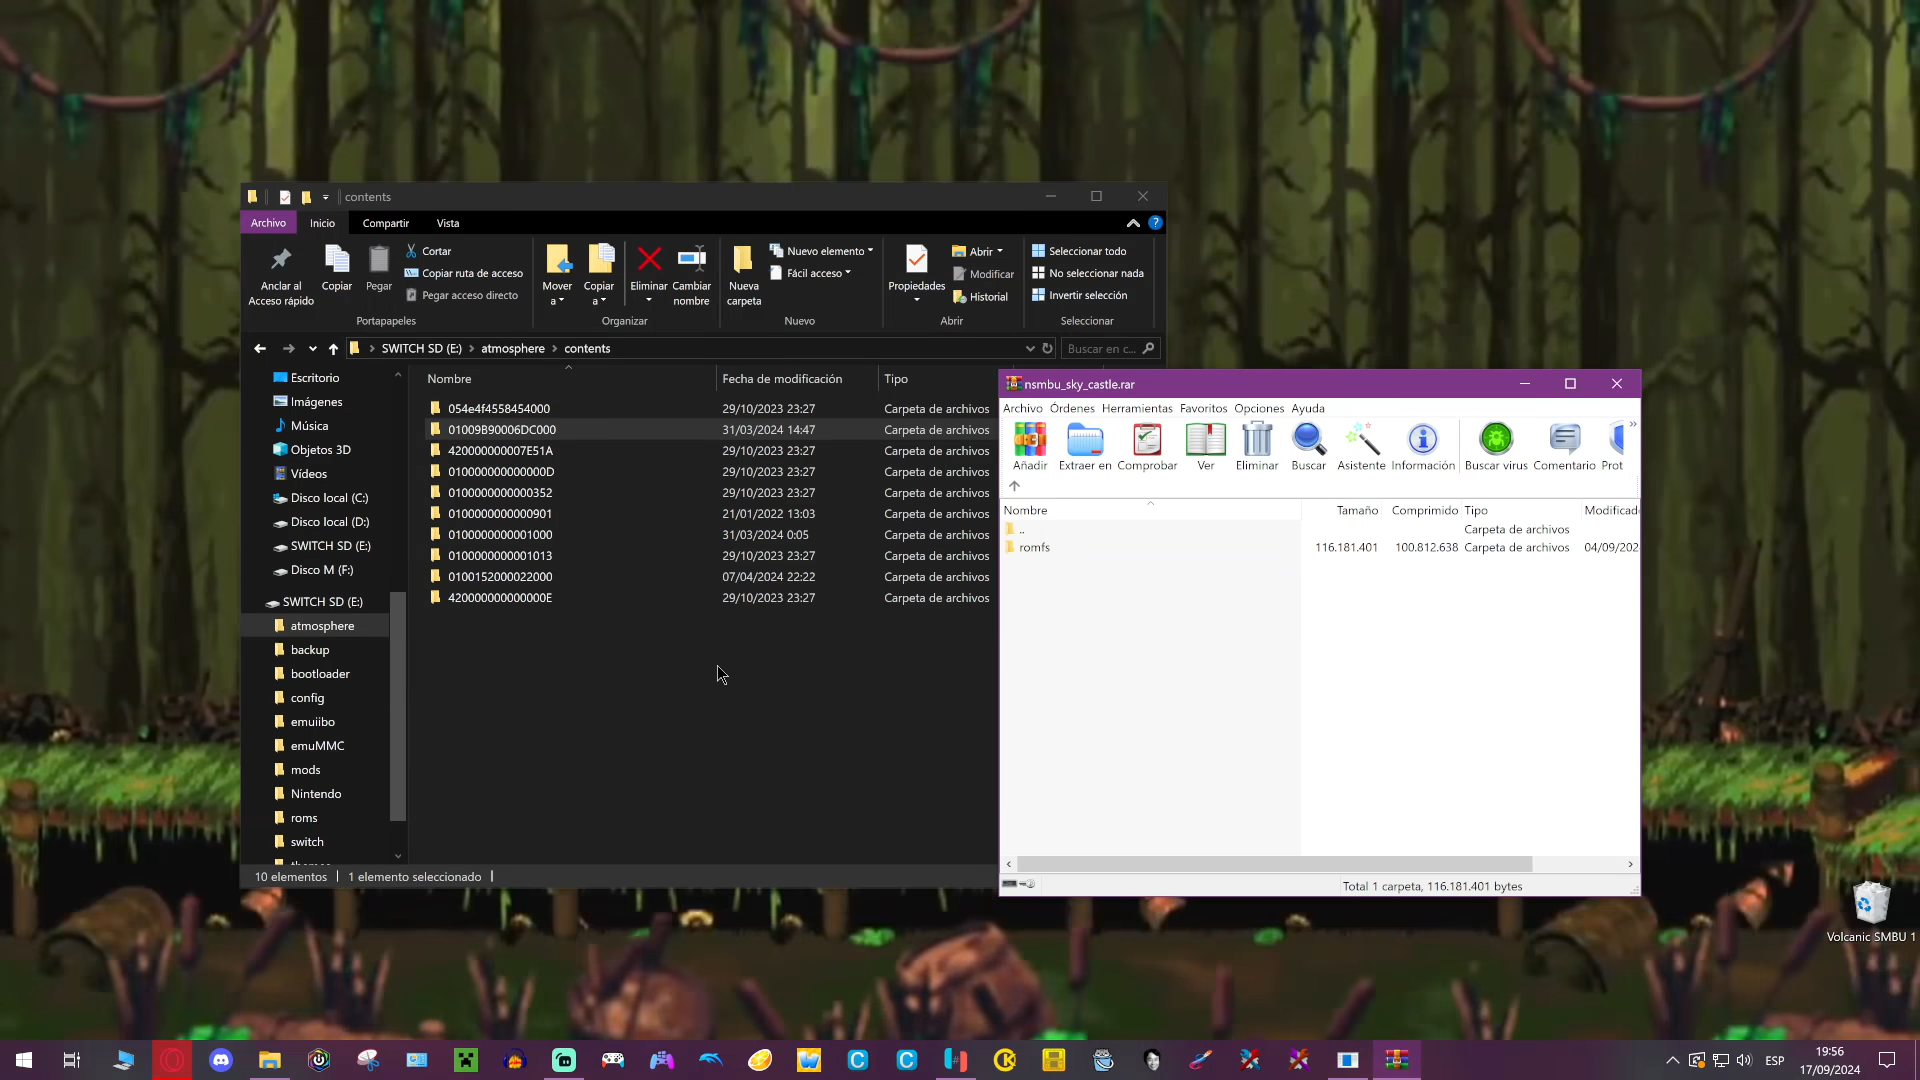 contents
Archivo Inicio Compartir Vista
Anclar al
Acceso rápido
Copiar
Pegar
Cortar
Copiar ruta de acceso
Pegar acceso directo
Portapapeles
Mover
a
Copiar
a
Eliminar
Cambiar
nombre
Organizar
Nueva
carpeta
Nuevo elemento
Fácil acceso
Nuevo
Propiedades
Abrir
Modificar
Historial
Abrir
Seleccionar todo
No seleccionar nada
Invertir selección
Seleccionar
SWITCH SD (E:) > atmosphere > contents
Buscar en c...
Escritorio
Imágenes
Música
Objetos 3D
Vídeos
Disco local (C:)
Disco local (D:)
SWITCH SD (E:)
Disco M (F:)
SWITCH SD (E:)
atmosphere
backup
bootloader
config
emuiibo
emuMMC
mods
Nintendo
roms
switch
Nombre Fecha de modificación Tipo
054e4f4558454000 29/10/2023 23:27 Carpeta de archivos
01009B90006DC000 31/03/2024 14:47 Carpeta de archivos
420000000007E51A 29/10/2023 23:27 Carpeta de archivos
010000000000000D 29/10/2023 23:27 Carpeta de archivos
0100000000000352 29/10/2023 23:27 Carpeta de archivos
0100000000000901 21/01/2022 13:03 Carpeta de archivos
0100000000001000 31/03/2024 0:05 Carpeta de archivos
0100000000001013 29/10/2023 23:27 Carpeta de archivos
0100152000022000 07/04/2024 22:22 Carpeta de archivos
420000000000000E 29/10/2023 23:27 Carpeta de archivos
10 elementos 1 elemento seleccionado
nsmbu_sky_castle.rar
Archivo Órdenes Herramientas Favoritos Opciones Ayuda
Añadir Extraer en Comprobar Ver Eliminar Buscar Asistente Información Buscar virus Comentario Prot
Nombre Tamaño Comprimido Tipo Modificado
.. Carpeta de archivos
romfs 116.181.401 100.812.638 Carpeta de archivos 04/09/202
Total 1 carpeta, 116.181.401 bytes
Volcanic SMBU 1
ESP
19:56
17/09/2024